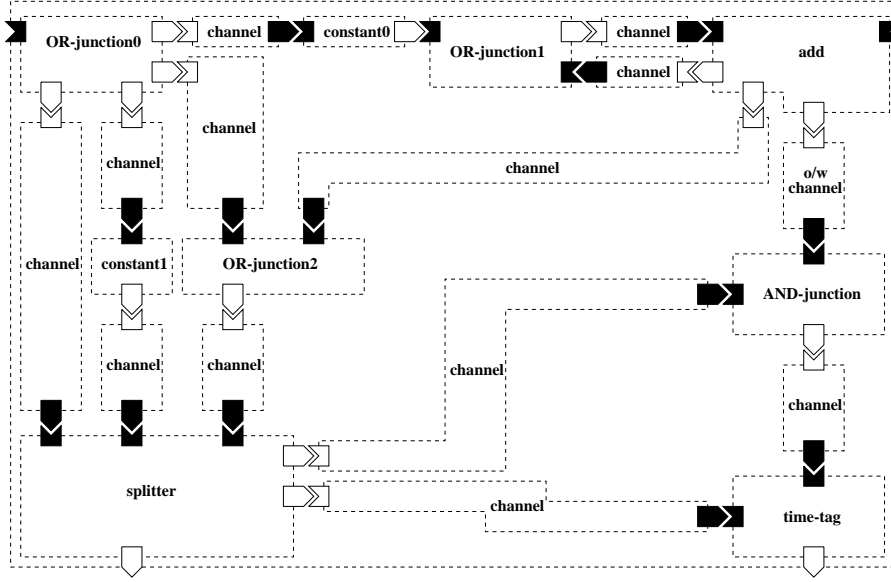 OR-junction0
channel
constant0
OR-junction1
channel
channel
add
channel
channel
channel
o/w
channel
channel
constant1
OR-junction2
AND-junction
channel
channel
channel
channel
splitter
channel
time-tag